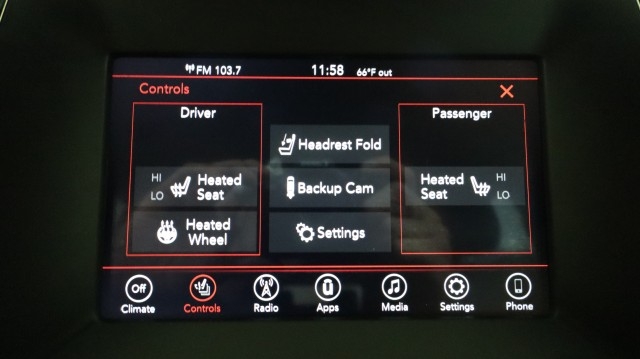 FM 103.7 11:58 66°F out
Controls
Driver
Passenger
Headrest Fold
HI
LO
Heated
Seat
Backup Cam
Heated
Seat
HI
LO
Heated
Wheel
Settings
Off
Climate Controls Radio Apps Media Settings Phone